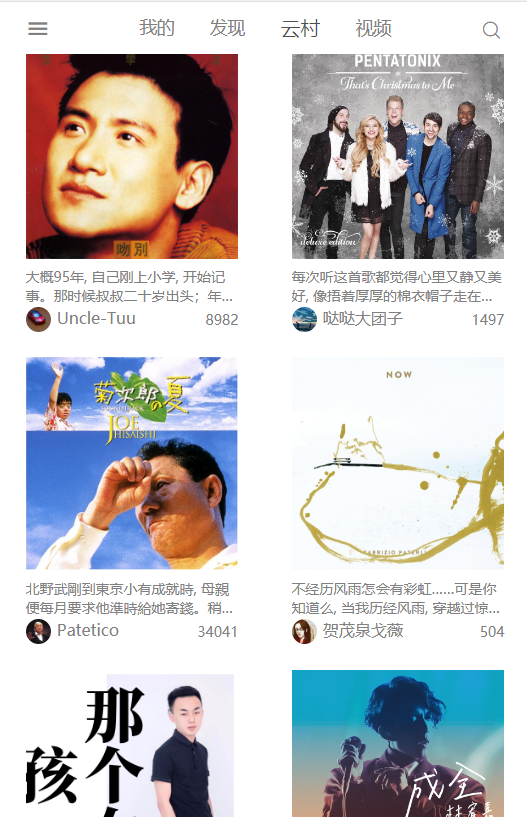 我的 发现 云村 视频
吻别
大概95年, 自己刚上小学, 开始记
事。那时候叔叔二十岁出头；年...
Uncle-Tuu 8982
PENTATONIX
That's Christmas to Me
deluxe edition
每次听这首歌都觉得心里又静又美
好, 像捂着厚厚的棉衣帽子走在...
哒哒大团子 1497
菊次郎の夏
SOUNDTRACK
JOE
HISAISHI
北野武剛到東京小有成就時, 母親
便每月要求他準時給她寄錢。稍...
Patetico 34041
NOW
FABRIZIO PATERLINI
不经历风雨怎会有彩虹......可是你
知道么, 当我历经风雨, 穿越过惊...
贺茂泉戈薇 504
那个
孩
成全
林宥嘉